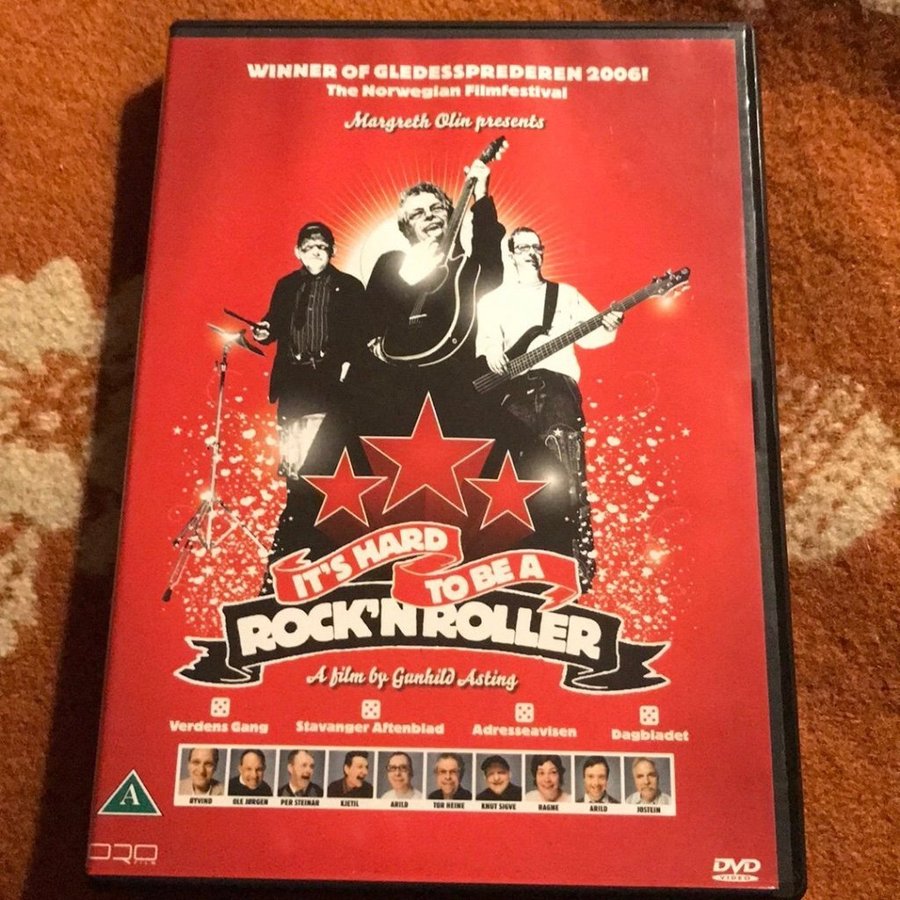 WINNER OF GLEDESSPREDEREN 2006!
The Norwegian Filmfestival
Margreth Olin presents
IT'S HARD
TO BE A
ROCK'N ROLLER
A film by Gunhild Asting
Verdens Gang Stavanger Aftenblad Adresseavisen Dagbladet
ØYVIND OLE JØRGEN PER STEINAR KJETIL ARILD TOR HEINE KNUT SIGVE RAGNE ARILD JOSTEIN
A
ORO
FILM
DVD
VIDEO